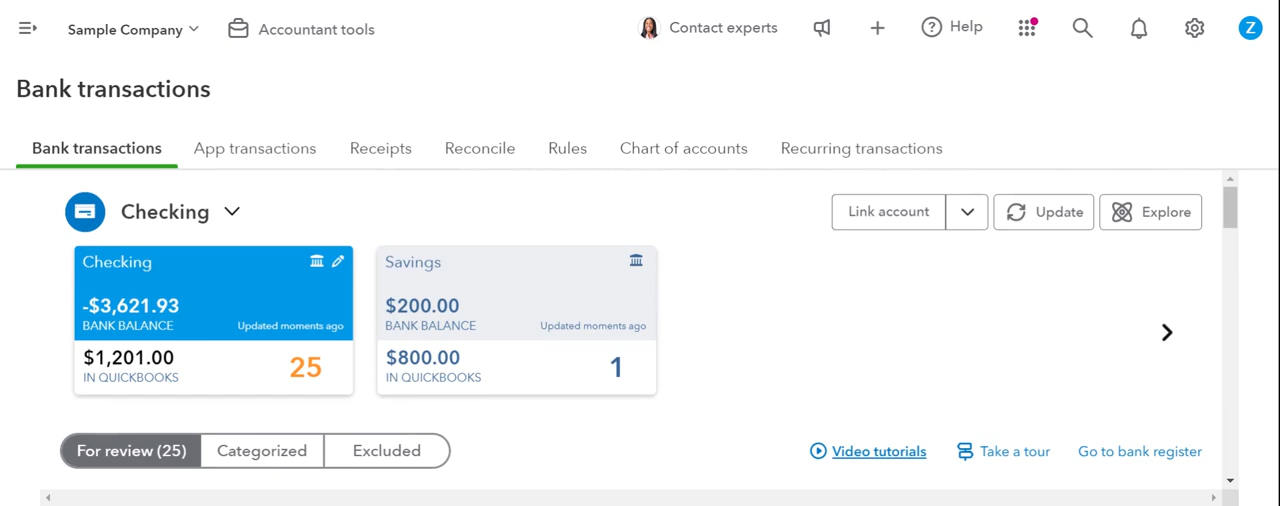 Sample Company Accountant tools Contact experts Help Z
Bank transactions
Bank transactions App transactions Receipts Reconcile Rules Chart of accounts Recurring transactions
Checking Link account Update Explore
Checking Savings
-$3,621.93 $200.00
BANK BALANCE Updated moments ago BANK BALANCE Updated moments ago
$1,201.00 25 $800.00 1
IN QUICKBOOKS IN QUICKBOOKS
For review (25) Categorized Excluded Video tutorials Take a tour Go to bank register